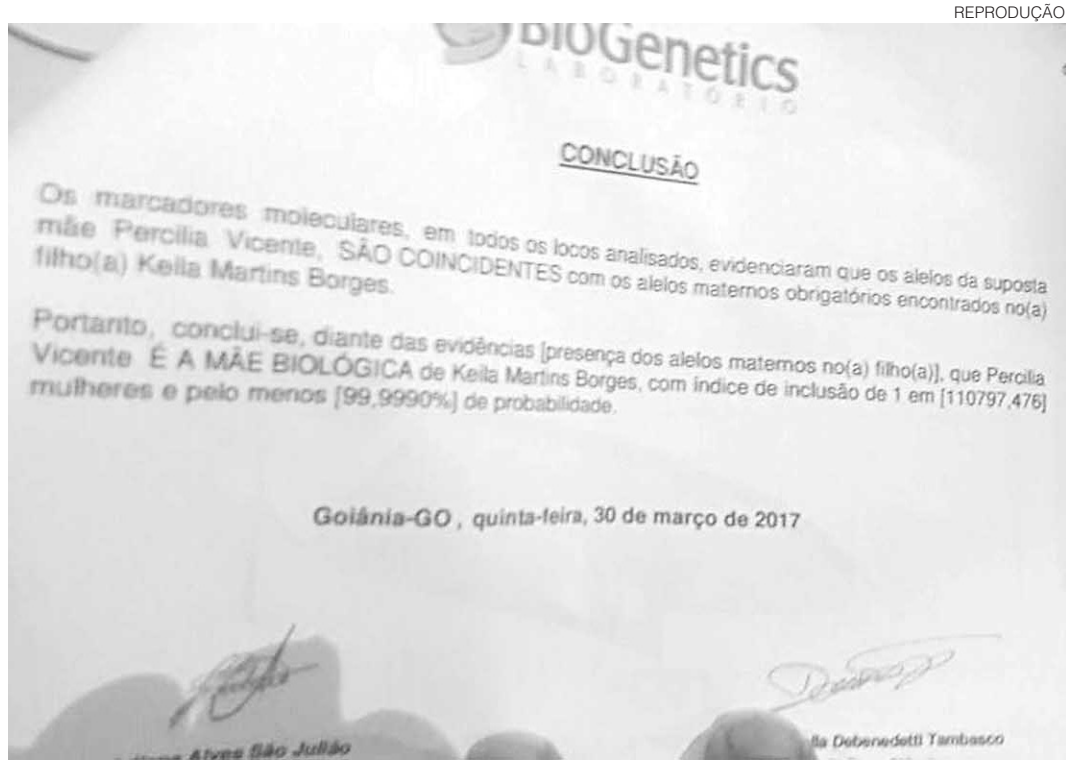 REPRODUÇÃO
BioGenetics
LABORATÓRIO
CONCLUSÃO
Os marcadores moleculares, em todos os locos analisados, evidenciaram que os alelos da suposta
mãe Percilia Vicente, SÃO COINCIDENTES com os alelos maternos obrigatórios encontrados no(a)
filho(a) Keila Martins Borges.
Portanto, conclui-se, diante das evidências [presença dos alelos maternos no(a) filho(a)], que Percilia
Vicente É A MÃE BIOLÓGICA de Keila Martins Borges, com índice de inclusão de 1 em [110797,476]
mulheres e pelo menos [99,9990%] de probabilidade.
Goiânia-GO, quinta-feira, 30 de março de 2017
Alves São Julião
Debenedetti Tambasco